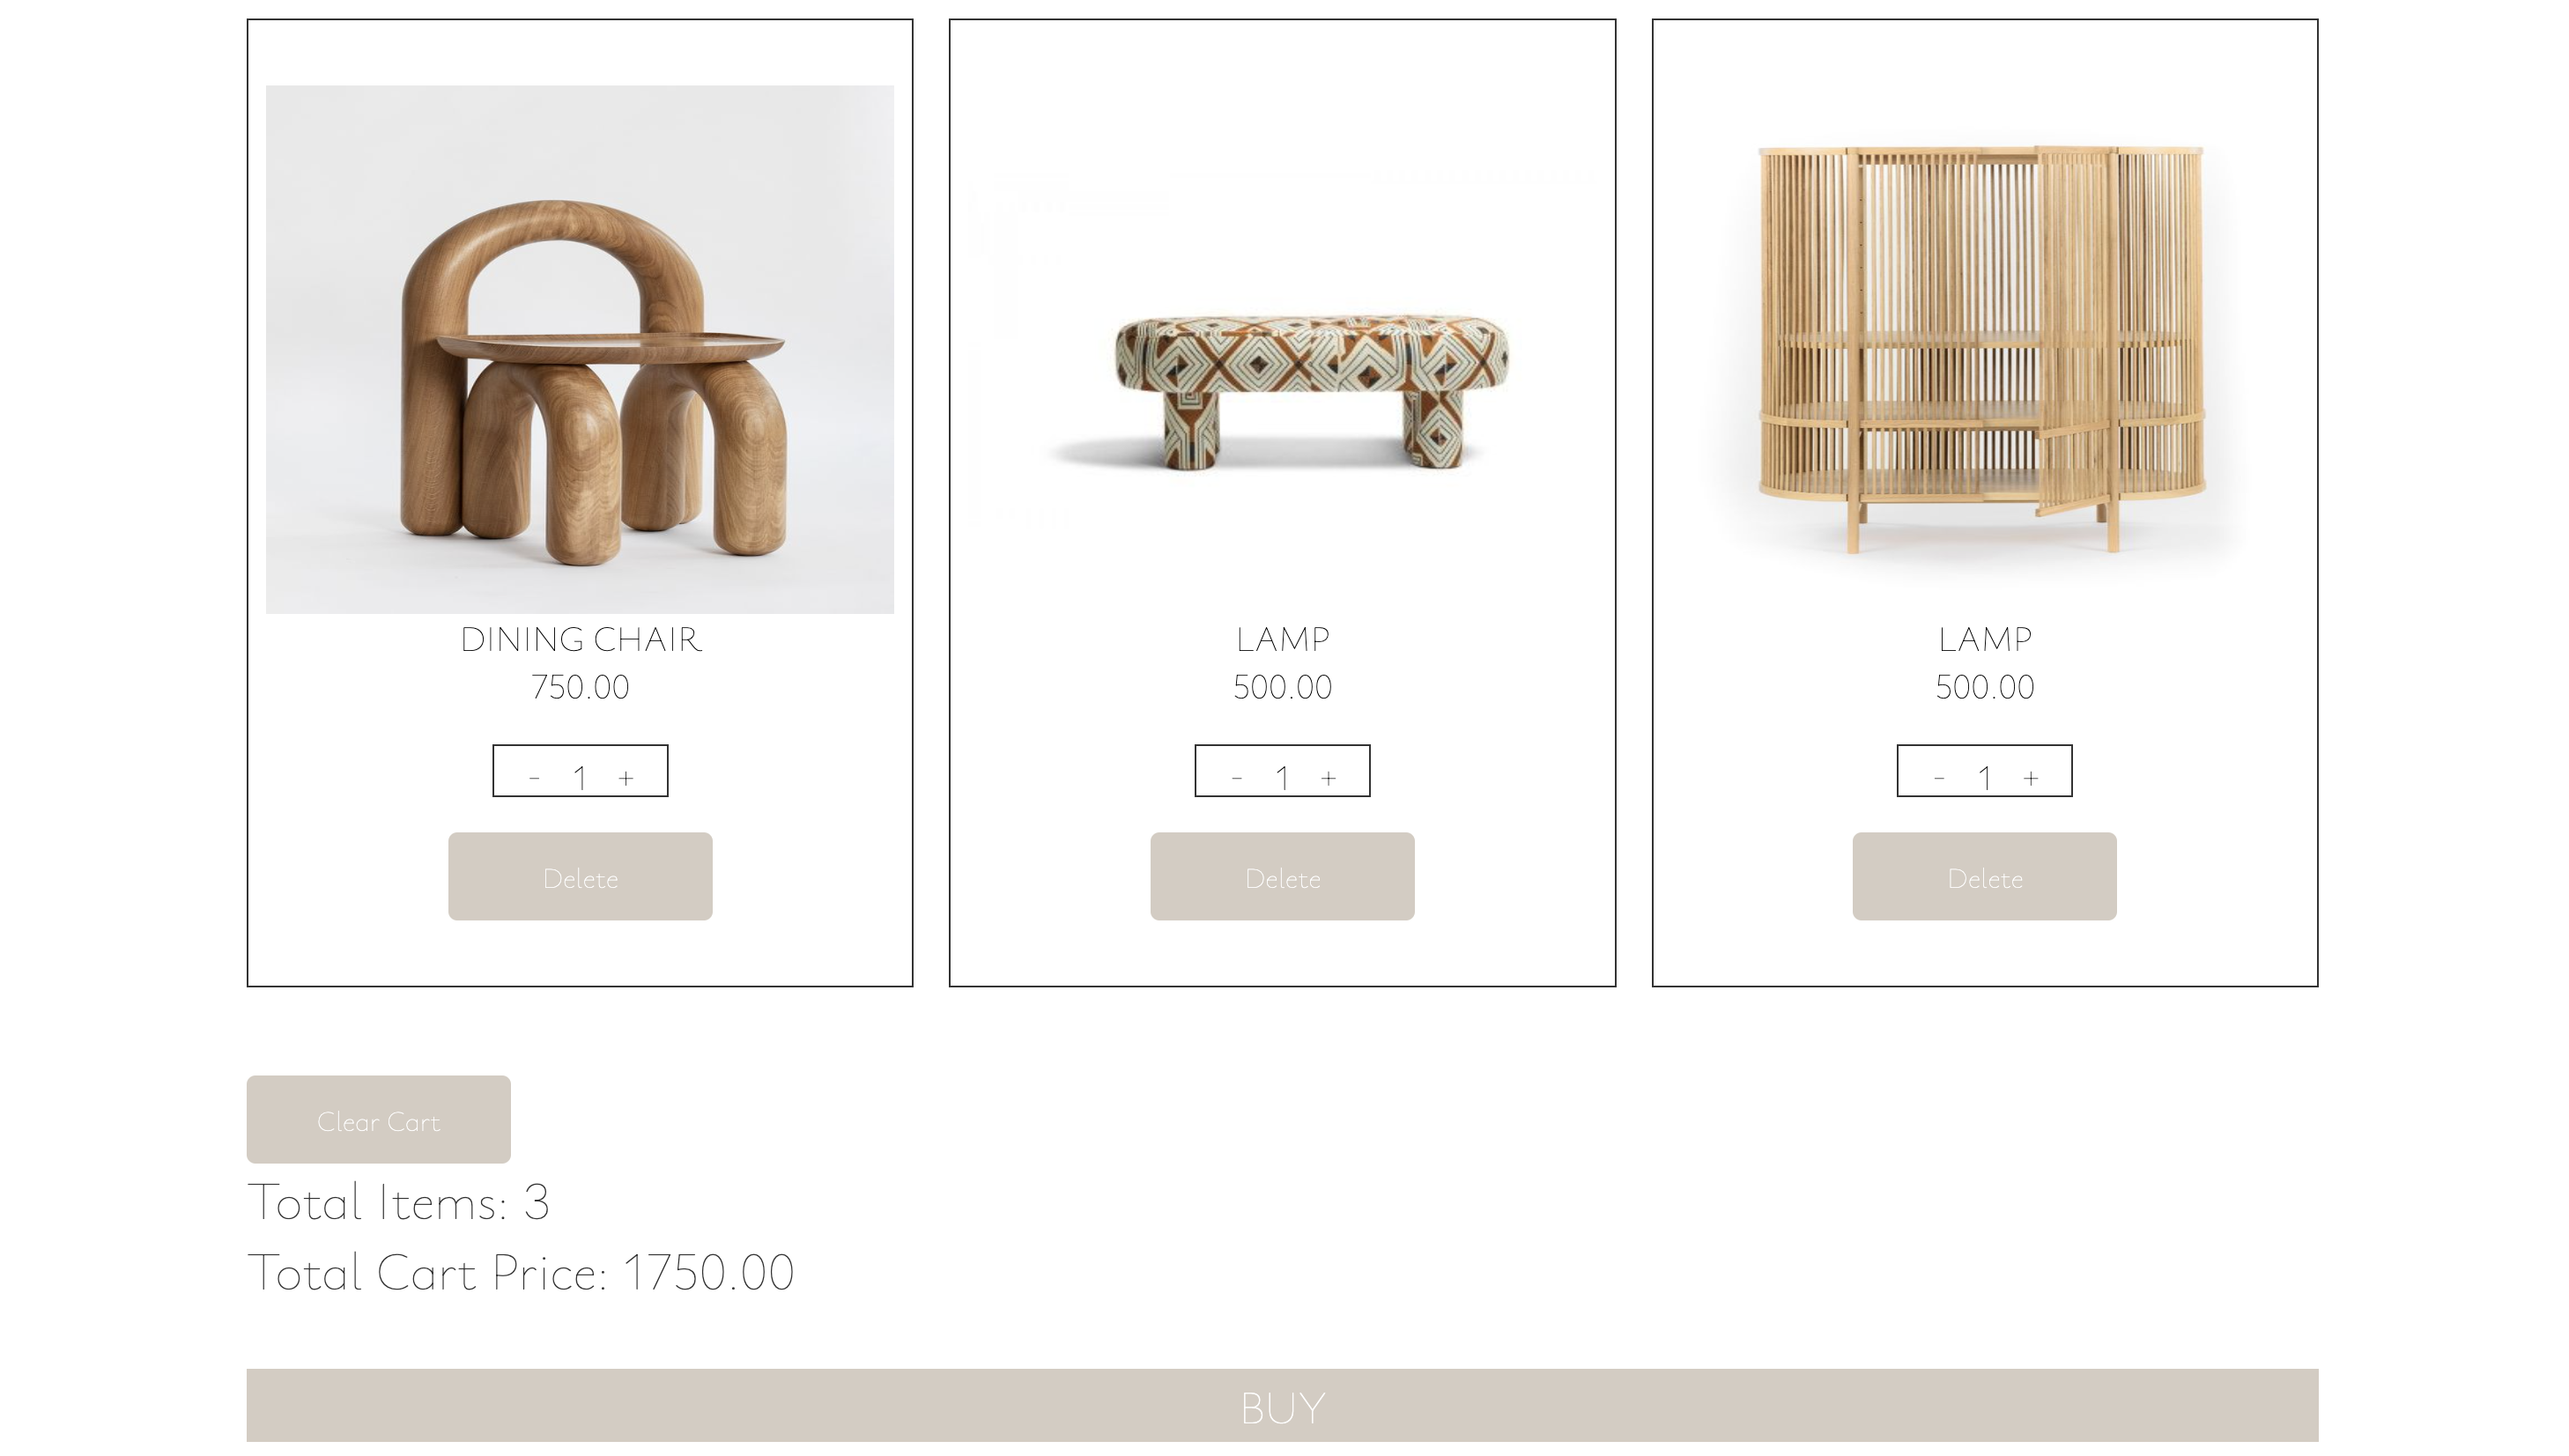 DINING CHAIR
750.00
- 1 +
Delete
LAMP
500.00
- 1 +
Delete
LAMP
500.00
- 1 +
Delete
Clear Cart
Total Items: 3
Total Cart Price: 1750.00
BUY